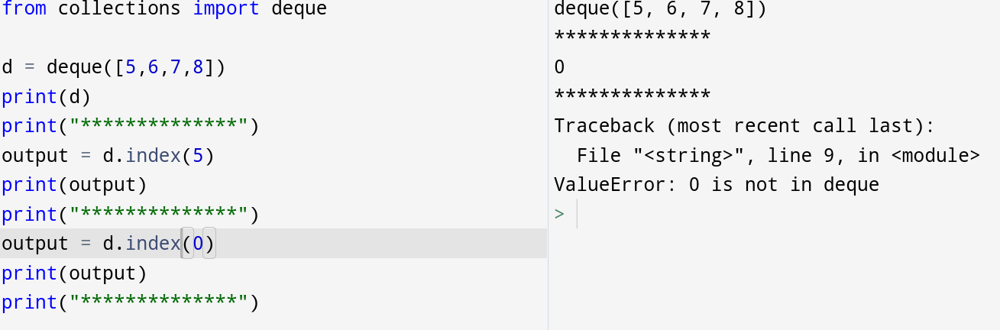 from collections import deque
d = deque([5,6,7,8])
print(d)
print("**************")
output = d.index(5)
print(output)
print("**************")
output = d.index(0)
print(output)
print("**************")
deque([5, 6, 7, 8])
**************
0
**************
Traceback (most recent call last):
  File "<string>", line 9, in <module>
ValueError: 0 is not in deque
>